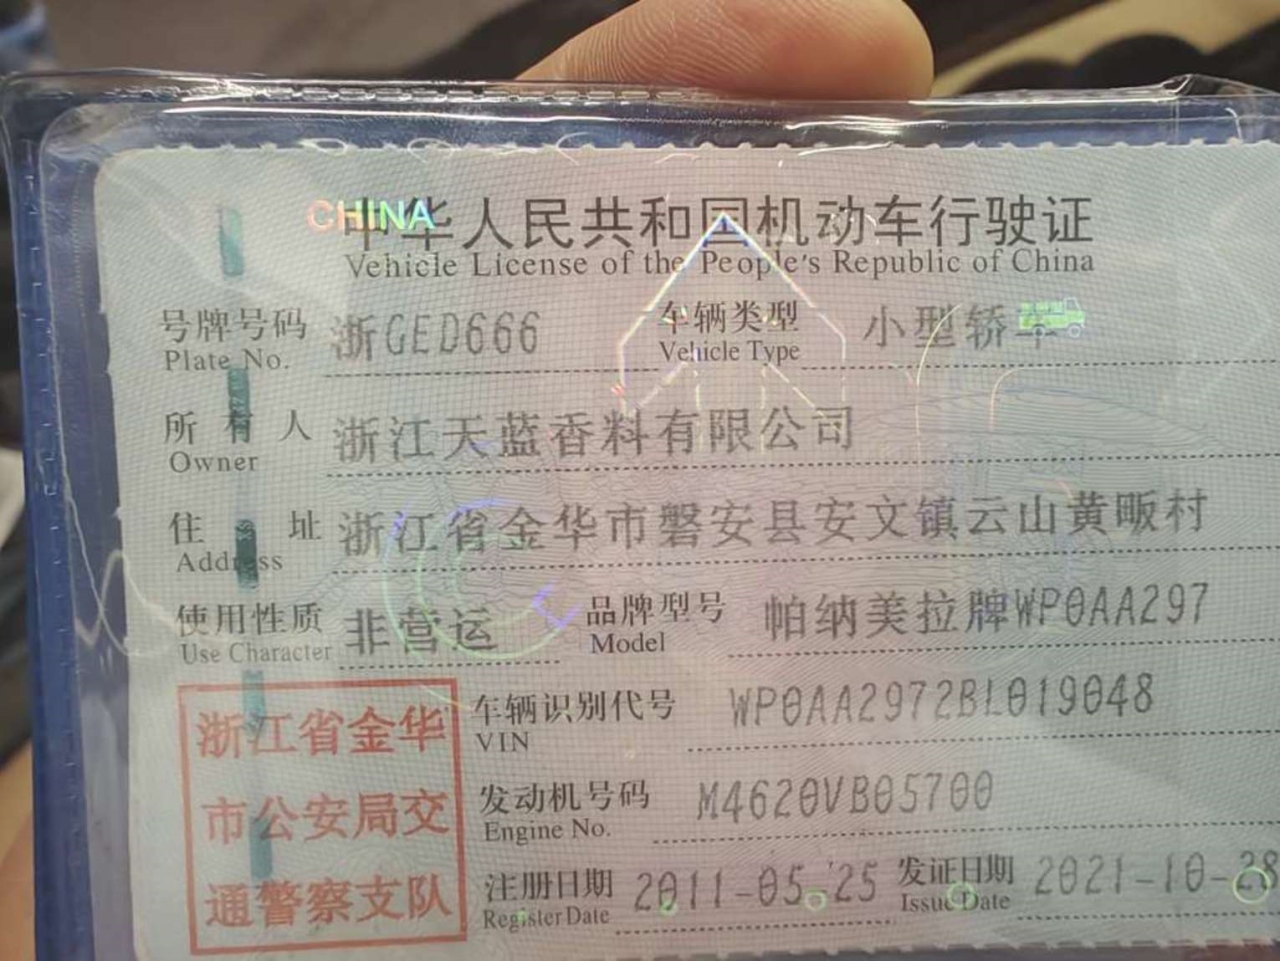 CHINA
中华人民共和国机动车行驶证
Vehicle License of the People's Republic of China
号牌号码 浙GED666 车辆类型 小型轿车
Plate No. Vehicle Type
所有人 浙江天蓝香料有限公司
Owner
住址 浙江省金华市磐安县安文镇云山黄畈村
Address
使用性质 非营运 品牌型号 帕纳美拉牌WP0AA297
Use Character Model
浙江省金华 车辆识别代号 WP0AA2972BL019048
VIN
市公安局交 发动机号码 M4620VB05700
Engine No.
通警察支队 注册日期 2011-05-25 发证日期 2021-10-28
Register Date Issue Date